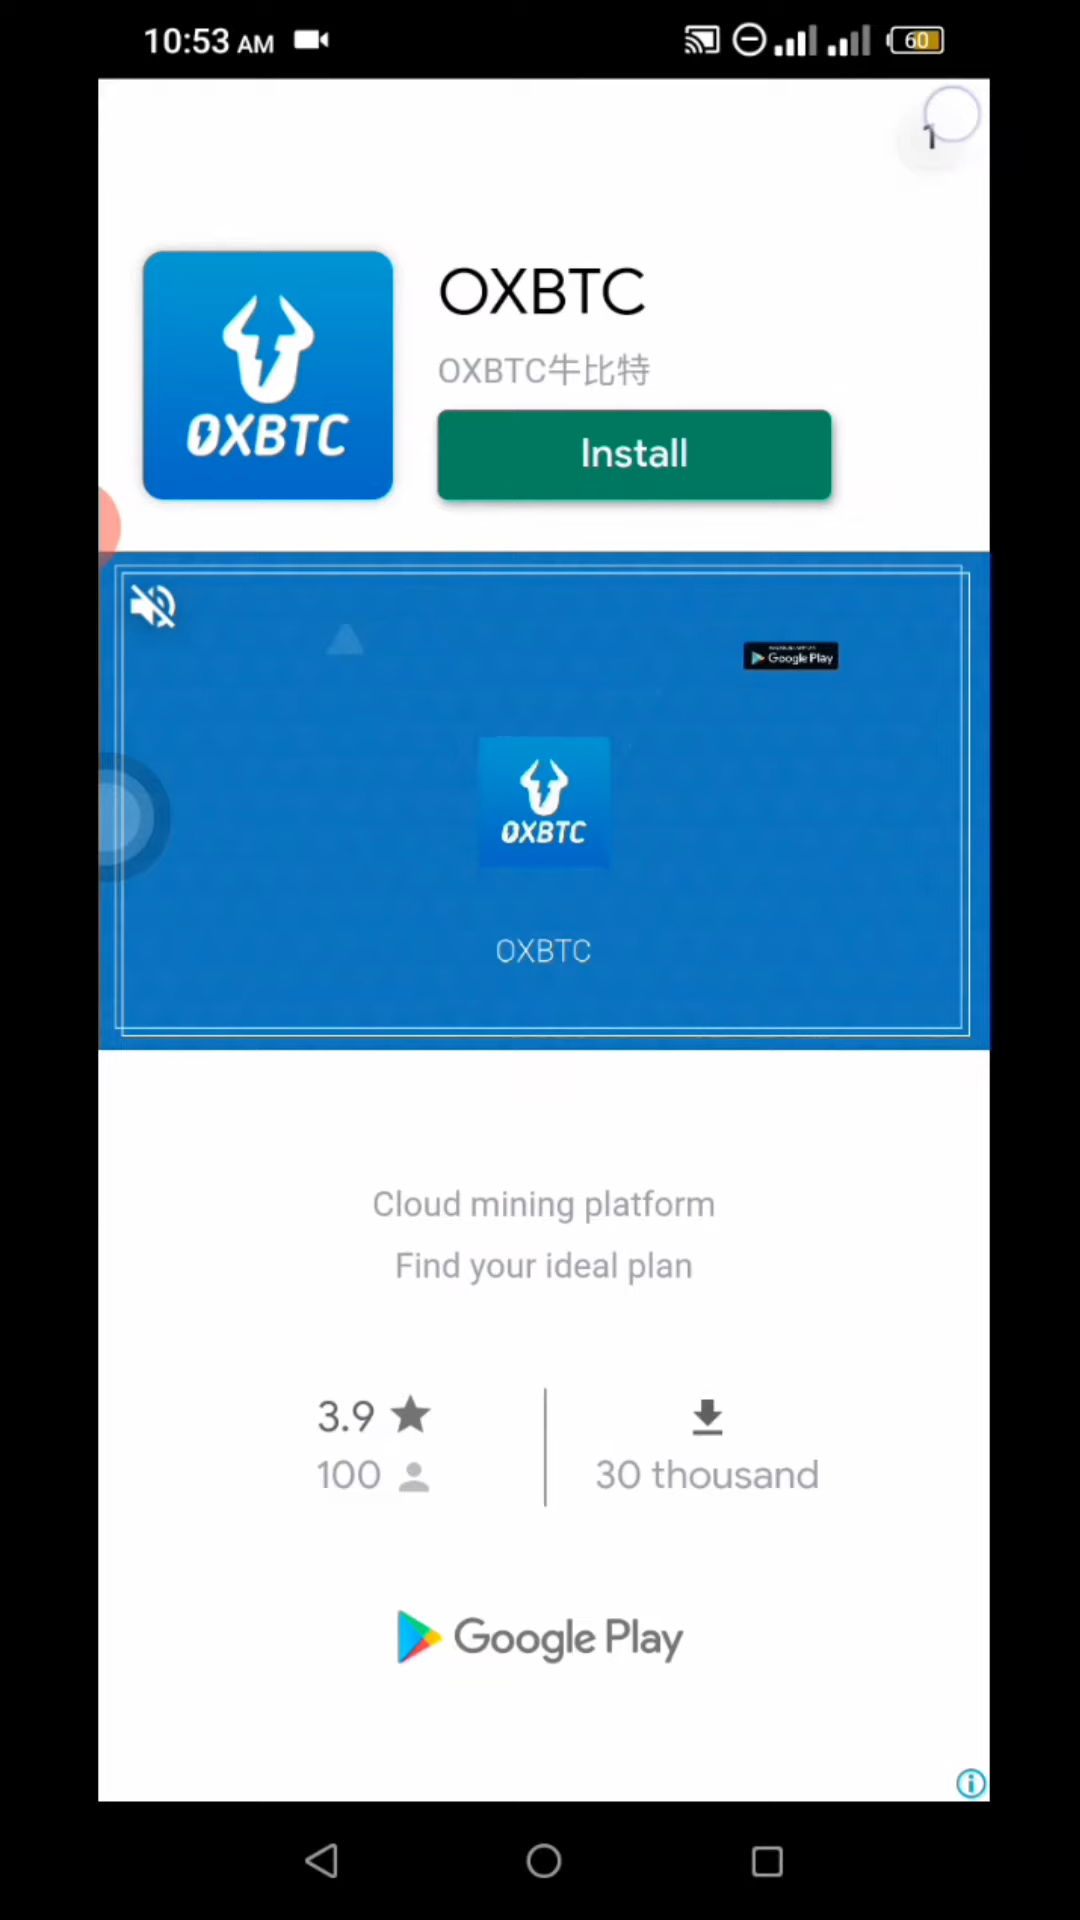 10:53 AM
60
1
OXBTC
OXBTC牛比特
OXBTC
Install
Google Play
OXBTC
OXBTC
Cloud mining platform
Find your ideal plan
3.9
100
30 thousand
Google Play